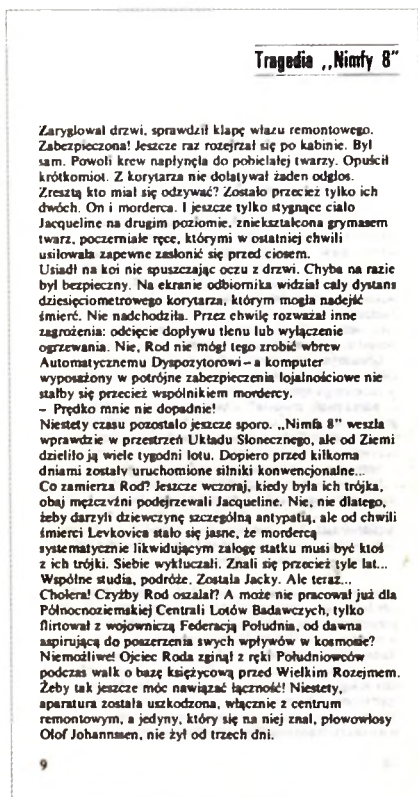 Tragedia ,,Nimfy 8"
Zaryglował drzwi, sprawdził klapę włazu remontowego.
Zabezpieczona! Jeszcze raz rozejrzał się po kabinie. Był
sam. Powoli krew napłynęła do pobielałej twarzy. Opuścił
krótkomiot. Z korytarza nie dolatywał żaden odgłos.
Zresztą kto miał się odzywać? Zostało przecież tylko ich
dwóch. On i morderca. I jeszcze tylko stygnące ciało
Jacqueline na drugim poziomie, zniekształcona grymasem
twarz, poczerniałe ręce, którymi w ostatniej chwili
usiłowała zapewne zasłonić się przed ciosem.
Usiadł na koi nie spuszczając oczu z drzwi. Chyba na razie
był bezpieczny. Na ekranie odbiornika widział cały dystans
dziesięciometrowego korytarza, którym mogła nadejść
śmierć. Nie nadchodziła. Przez chwilę rozważał inne
zagrożenia: odcięcie dopływu tlenu lub wyłączenie
ogrzewania. Nie, Rod nie mógł tego zrobić wbrew
Automatycznemu Dyspozytorowi – a komputer
wyposażony w potrójne zabezpieczenia lojalnościowe nie
stałby się przecież wspólnikiem mordercy.
– Prędko mnie nie dopadnie!
Niestety czasu pozostało jeszcze sporo. ,,Nimfa 8" weszła
wprawdzie w przestrzeń Układu Słonecznego, ale od Ziemi
dzieliło ją wiele tygodni lotu. Dopiero przed kilkoma
dniami zostały uruchomione silniki konwencjonalne...
Co zamierza Rod? Jeszcze wczoraj, kiedy była ich trójka,
obaj mężczyźni podejrzewali Jacqueline. Nie, nie dlatego,
żeby darzyli dziewczynę szczególną antypatią, ale od chwili
śmierci Levkovica stało się jasne, że mordercą
systematycznie likwidującym załogę statku musi być ktoś
z ich trójki. Siebie wykluczali. Znali się przecież tyle lat...
Wspólne studia, podróże. Została Jacky. Ale teraz...
Cholera! Czyżby Rod oszalał? A może nie pracował już dla
Północnoziemskiej Centrali Lotów Badawczych, tylko
flirtował z wojowniczą Federacją Południa, od dawna
aspirującą do poszerzenia swych wpływów w kosmosie?
Niemożliwe! Ojciec Roda zginął z ręki Południowców
podczas walk o bazę księżycową przed Wielkim Rozejmem.
Żeby tak jeszcze móc nawiązać łączność! Niestety,
aparatura została uszkodzona, włącznie z centrum
remontowym, a jedyny, który się na niej znał, płowowłosy
Olof Johannssen, nie żył od trzech dni.
9